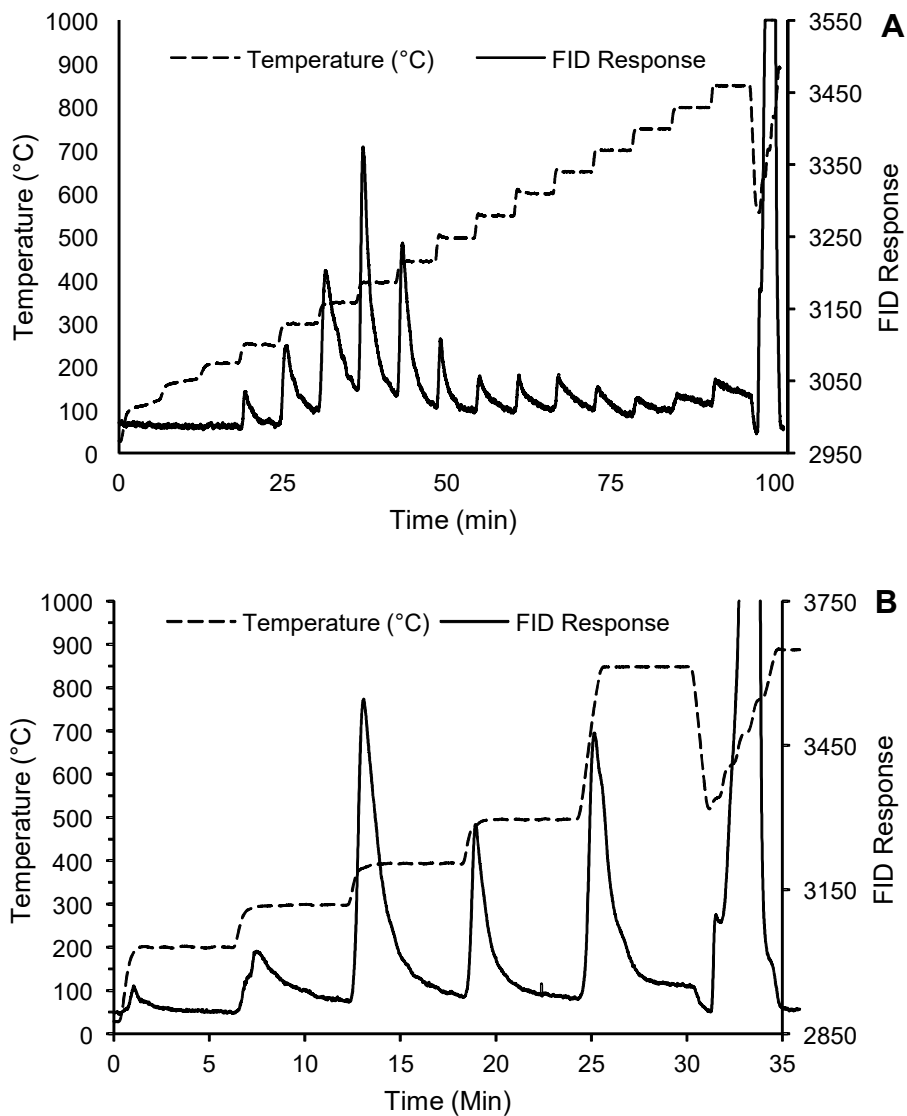 A
Temperature (°C) FID Response
1000
900
800
700
600
500
400
300
200
100
0
Temperature (°C)
3550
3450
3350
3250
3150
3050
2950
FID Response
0 25 50 75 100
Time (min)
B
Temperature (°C) FID Response
1000
900
800
700
600
500
400
300
200
100
0
Temperature (°C)
3750
3450
3150
2850
FID Response
0 5 10 15 20 25 30 35
Time (Min)